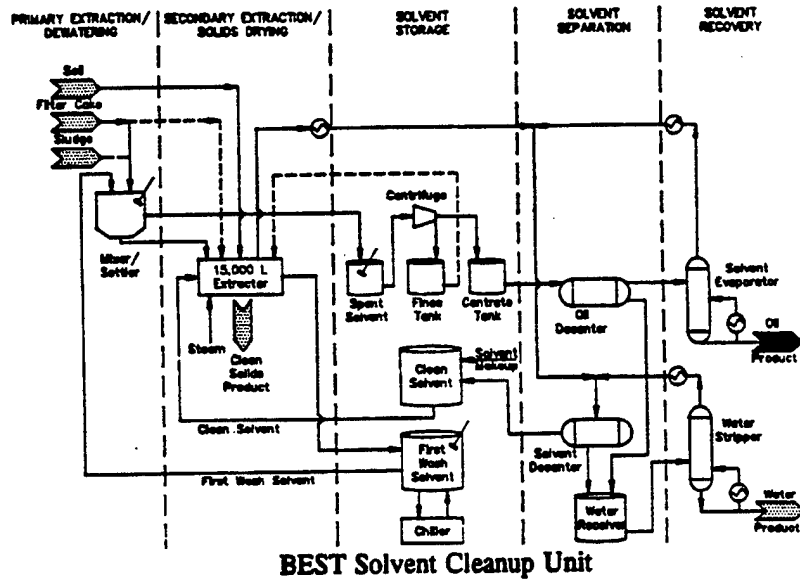 PRIMARY EXTRACTION/
DEWATERING
SECONDARY EXTRACTION/
SOLIDS DRYING
SOLVENT
STORAGE
SOLVENT
SEPARATION
SOLVENT
RECOVERY
Soil
Filter Cake
Sludge
Mixer/
Settler
15,000 L
Extractor
Steam
Clean
Solids
Product
Centrifuge
Spent
Solvent
Fines
Tank
Centrate
Tank
Oil
Decanter
Solvent
Evaporator
Oil
Product
Clean
Solvent
Solvent
Makeup
Clean Solvent
First
Wash
Solvent
First Wash Solvent
Chiller
Solvent
Decanter
Water
Receiver
Water
Stripper
Water
Product
BEST Solvent Cleanup Unit